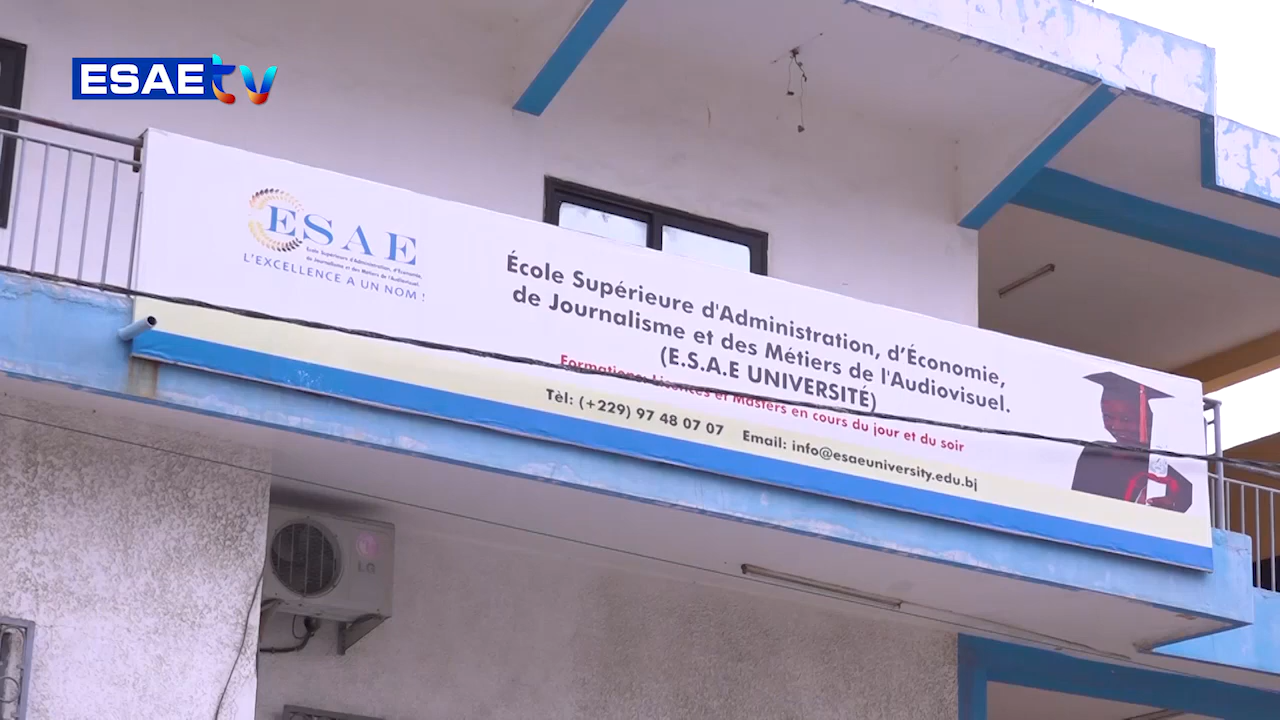 ESAE tv
ESAE
École Supérieure d'Administration, d'Économie,
de Journalisme et des Métiers de l'Audiovisuel.
L'EXCELLENCE A UN NOM !
École Supérieure d'Administration, d'Économie,
de Journalisme et des Métiers de l'Audiovisuel.
(E.S.A.E UNIVERSITÉ)
Formations: Licences et Masters en cours du jour et du soir
Tèl: (+229) 97 48 07 07 Email: info@esaeuniversity.edu.bj
LG